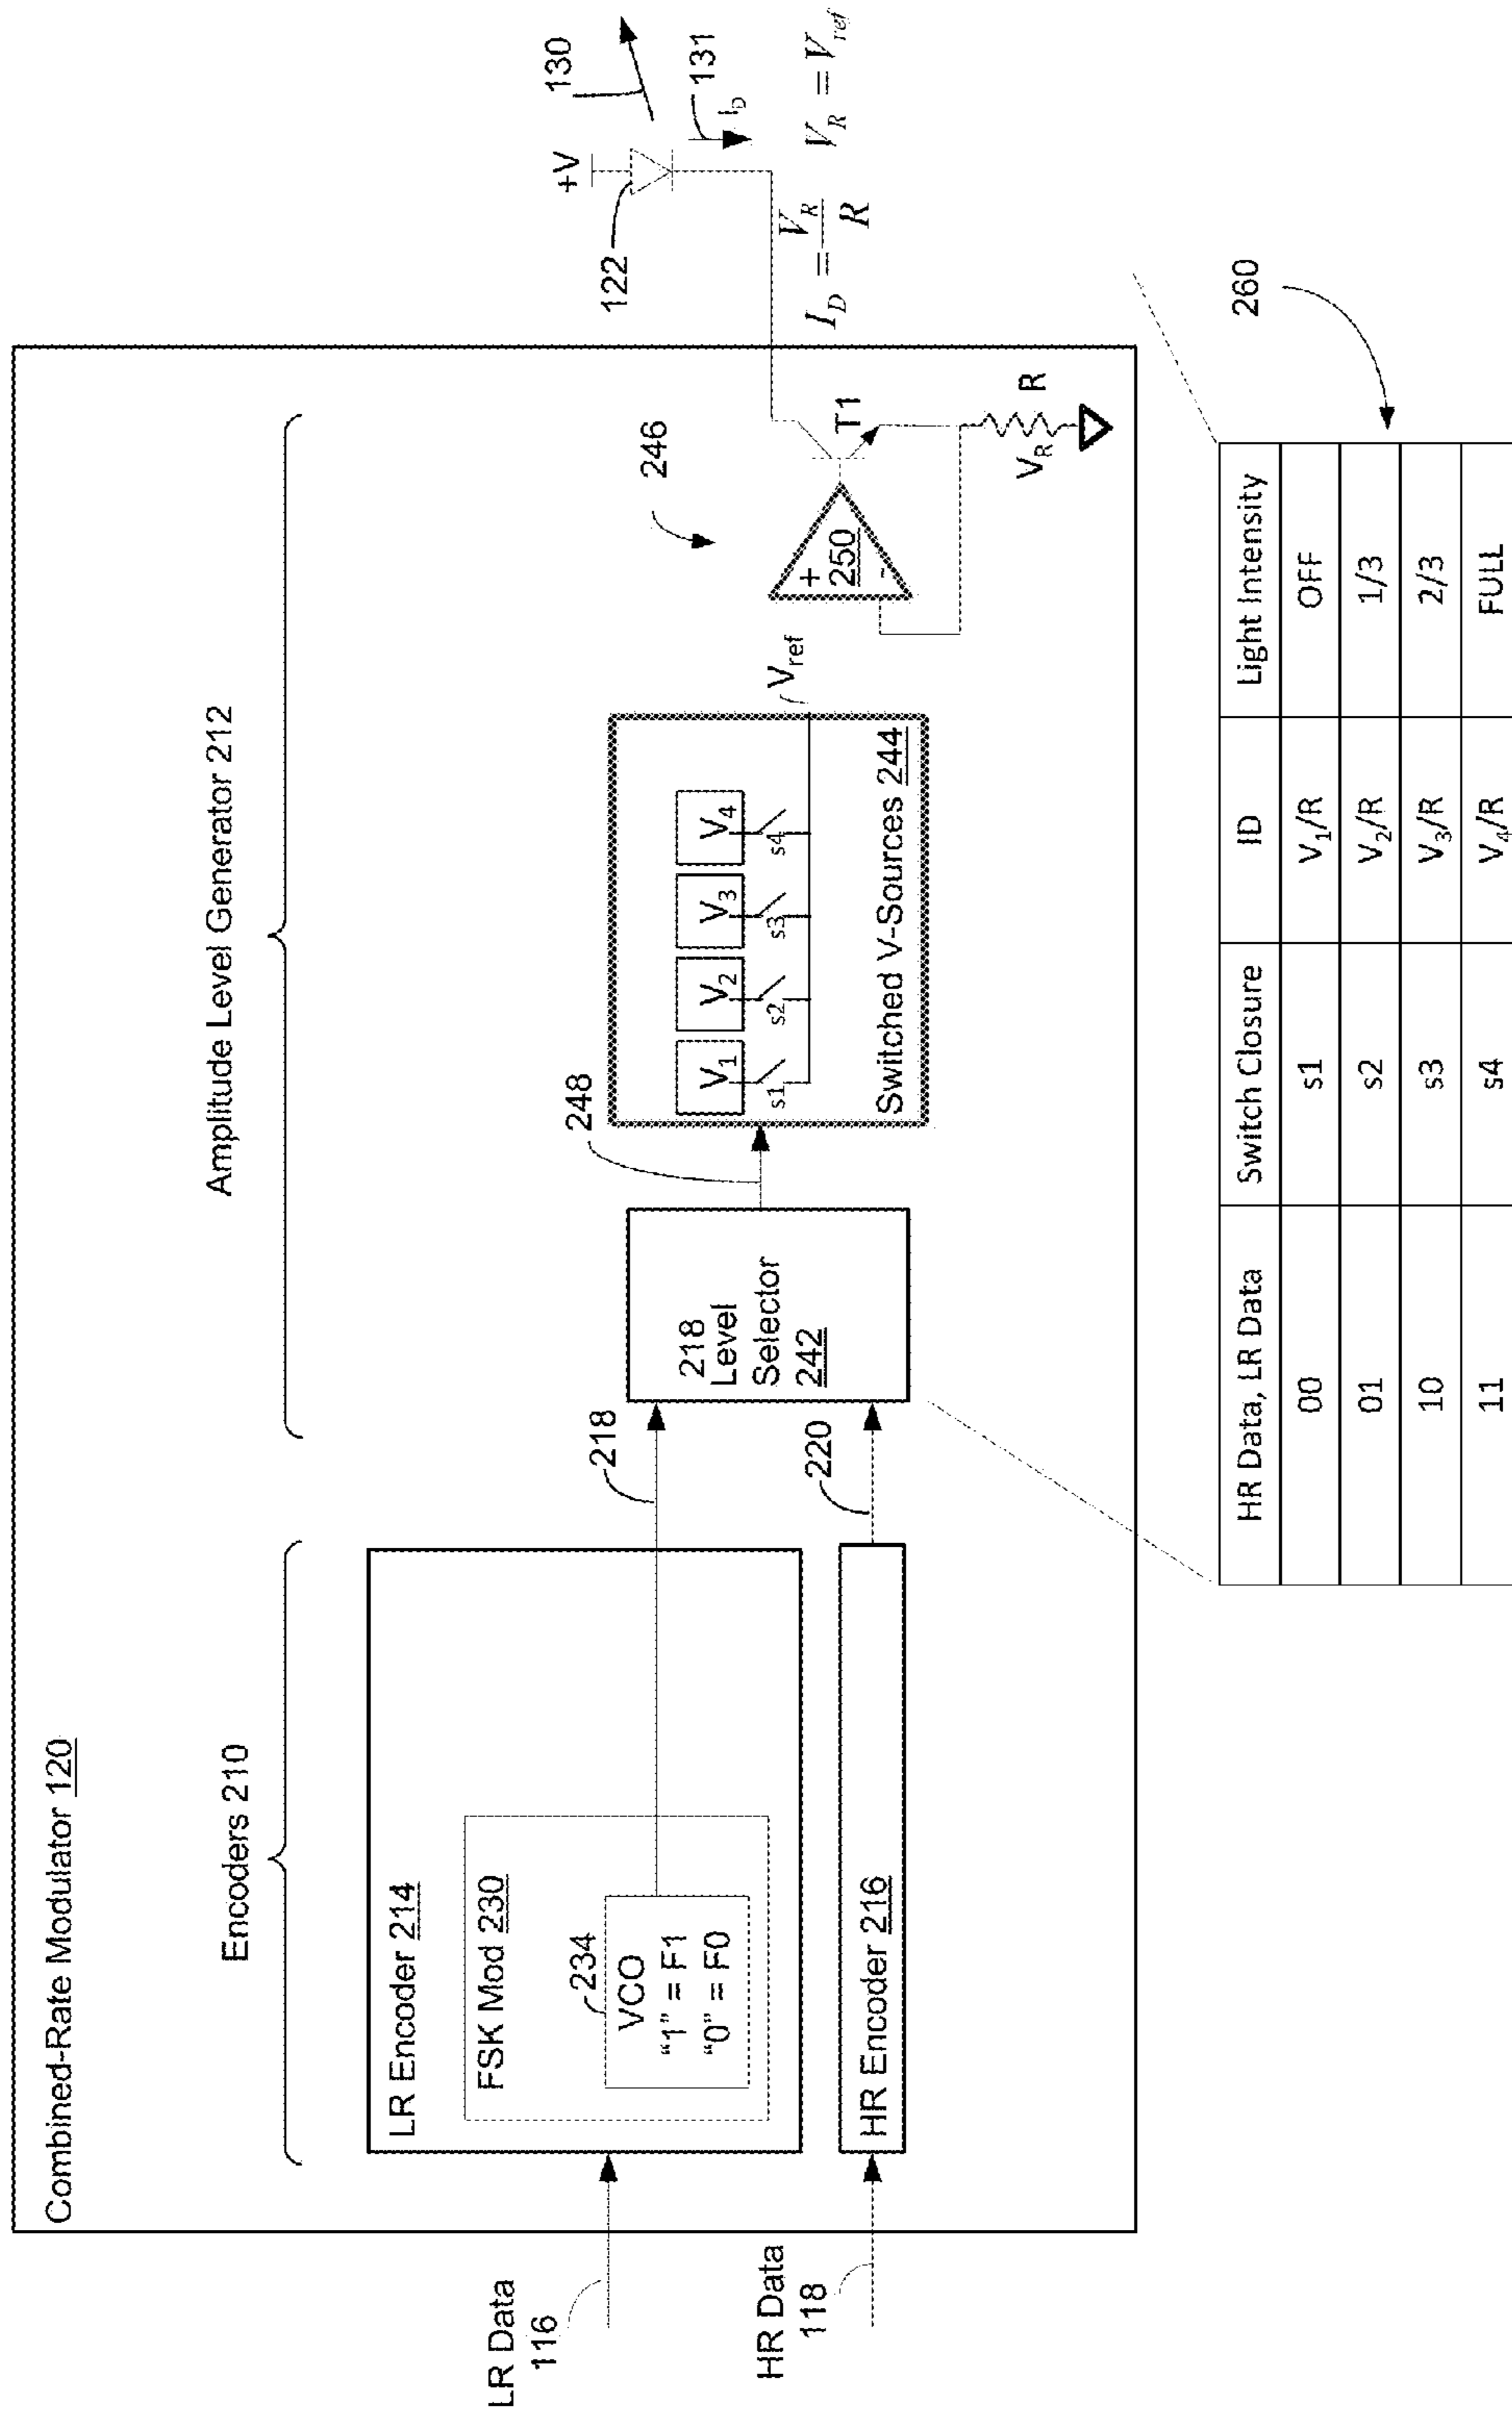 Combined-Rate Modulator 120
Encoders 210
Amplitude Level Generator 212
LR Data
116
HR Data
118
LR Encoder 214
FSK Mod 230
234
VCO
“1” = F1
“0” = F0
HR Encoder 216
218
220
218
Level
Selector
242
248
V1 V2 V3 V4
s1 s2 s3 s4
Switched V-Sources 244
Vref
246
+
250
-
T1
VR
R
+V
122
130
131
ID
ID = VR / R
VR = Vref
260
HR Data, LR Data Switch Closure ID Light Intensity
00 s1 V1/R OFF
01 s2 V2/R 1/3
10 s3 V3/R 2/3
11 s4 V4/R FULL